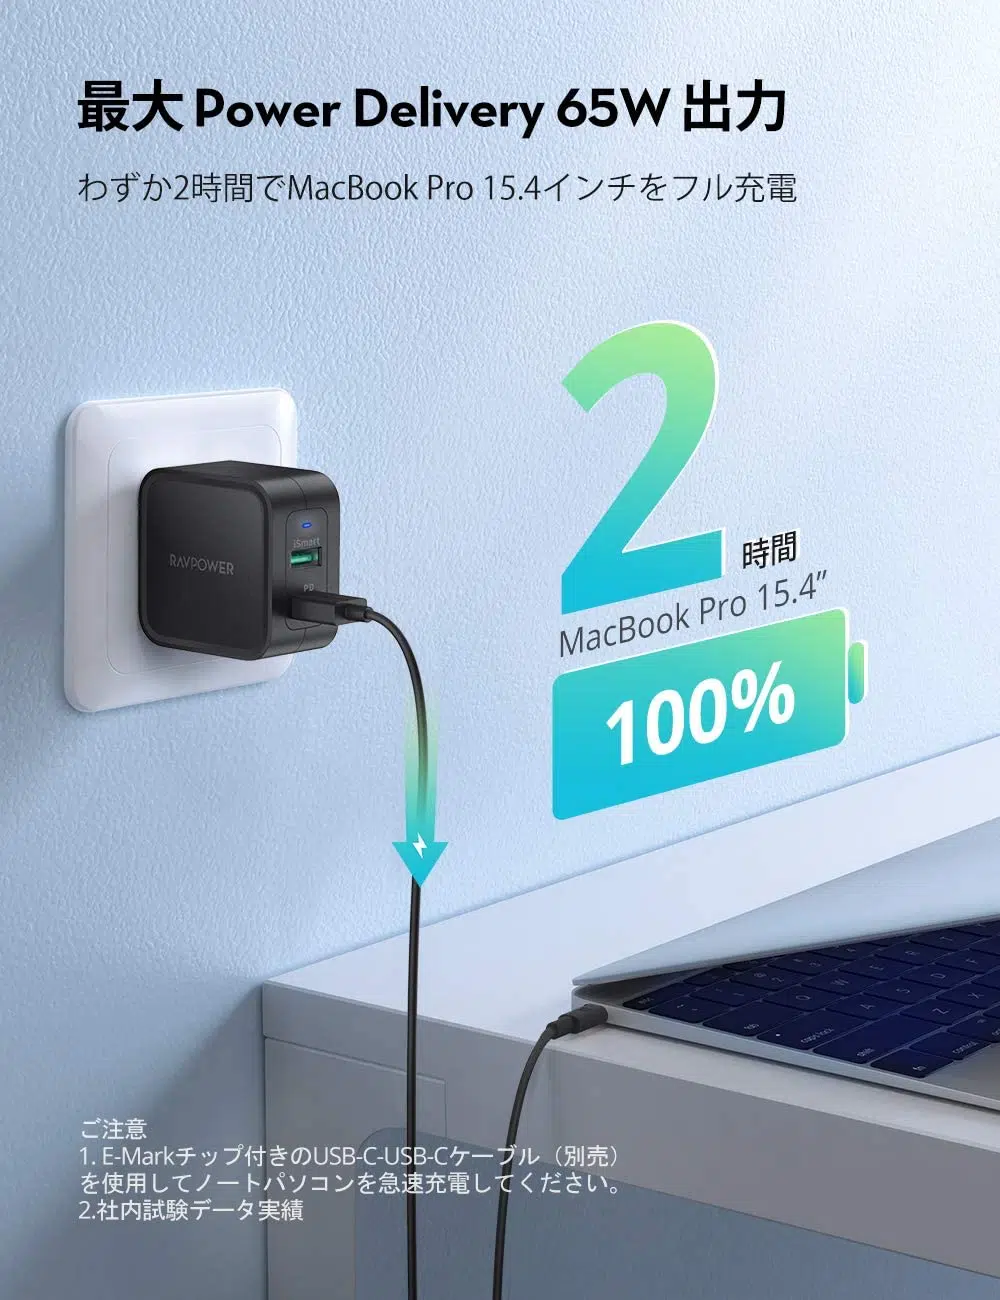 最大 Power Delivery 65W 出力
わずか2時間でMacBook Pro 15.4インチをフル充電
2
時間
MacBook Pro 15.4”
100%
iSmart
RAVPOWER
PD
caps lock
shift
fn
control
ご注意
1. E-Markチップ付きのUSB-C-USB-Cケーブル（別売）
を使用してノートパソコンを急速充電してください。
2.社内試験データ実績